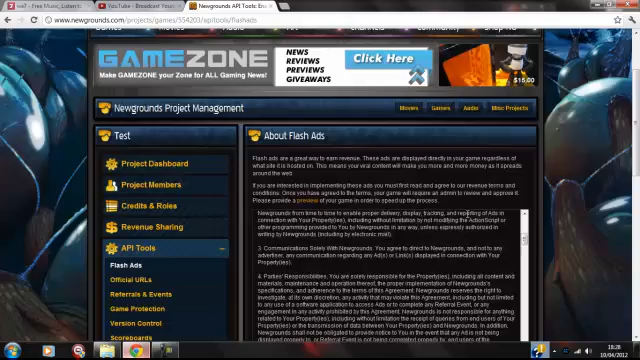 we7 - Free Music, Listen to
YouTube - Broadcast Your
Newgrounds API Tools: En
www.newgrounds.com/projects/games/554203/apitools/flashads
GAMEZONE
Make GAMEZONE your Zone for ALL Gaming News!
NEWS
REVIEWS
PREVIEWS
GIVEAWAYS
Click Here
$15.00
Newgrounds Project Management
Movies
Games
Audio
Misc Projects
Test
Project Dashboard
Project Members
Credits & Roles
Revenue Sharing
API Tools
Flash Ads
Official URLs
Referrals & Events
Game Protection
Version Control
Scoreboards
About Flash Ads
Flash ads are a great way to earn revenue. These ads are displayed directly in your game regardless of
what site it is hosted on. This means your viral content will make you more and more money as it spreads
around the web.
If you are interested in implementing these ads you must first read and agree to our revenue terms and
conditions. Once you have agreed to the terms, your game will require an admin to review and approve it.
Please provide a preview of your game in order to speed up the process.
Newgrounds from time to time to enable proper delivery, display, tracking, and reporting of Ads in
connection with Your Property(ies), including without limitation by not modifying the ActionScript or
other programming provided to You by Newgrounds in any way, unless expressly authorized in
writing by Newgrounds (including by electronic mail).
3. Communications Solely With Newgrounds. You agree to direct to Newgrounds, and not to any
advertiser, any communication regarding any Ad(s) or Link(s) displayed in connection with Your
Property(ies).
4. Parties' Responsibilities. You are solely responsible for the Property(ies), including all content and
materials, maintenance and operation thereof, the proper implementation of Newgrounds's
specifications, and adherence to the terms of this Agreement. Newgrounds reserves the right to
investigate, at its own discretion, any activity that may violate this Agreement, including but not limited
to any use of a software application to access Ads or to complete any Referral Event, or any
engagement in any activity prohibited by this Agreement. Newgrounds is not responsible for
anything related to Your Property(ies), including without limitation the receipt of queries from end users of Your
Property(ies) or the transmission of data between Your Property(ies) and Newgrounds. In addition,
Newgrounds shall not be obligated to provide notice to You in the event that any Ad is not being
18:28
10/04/2012